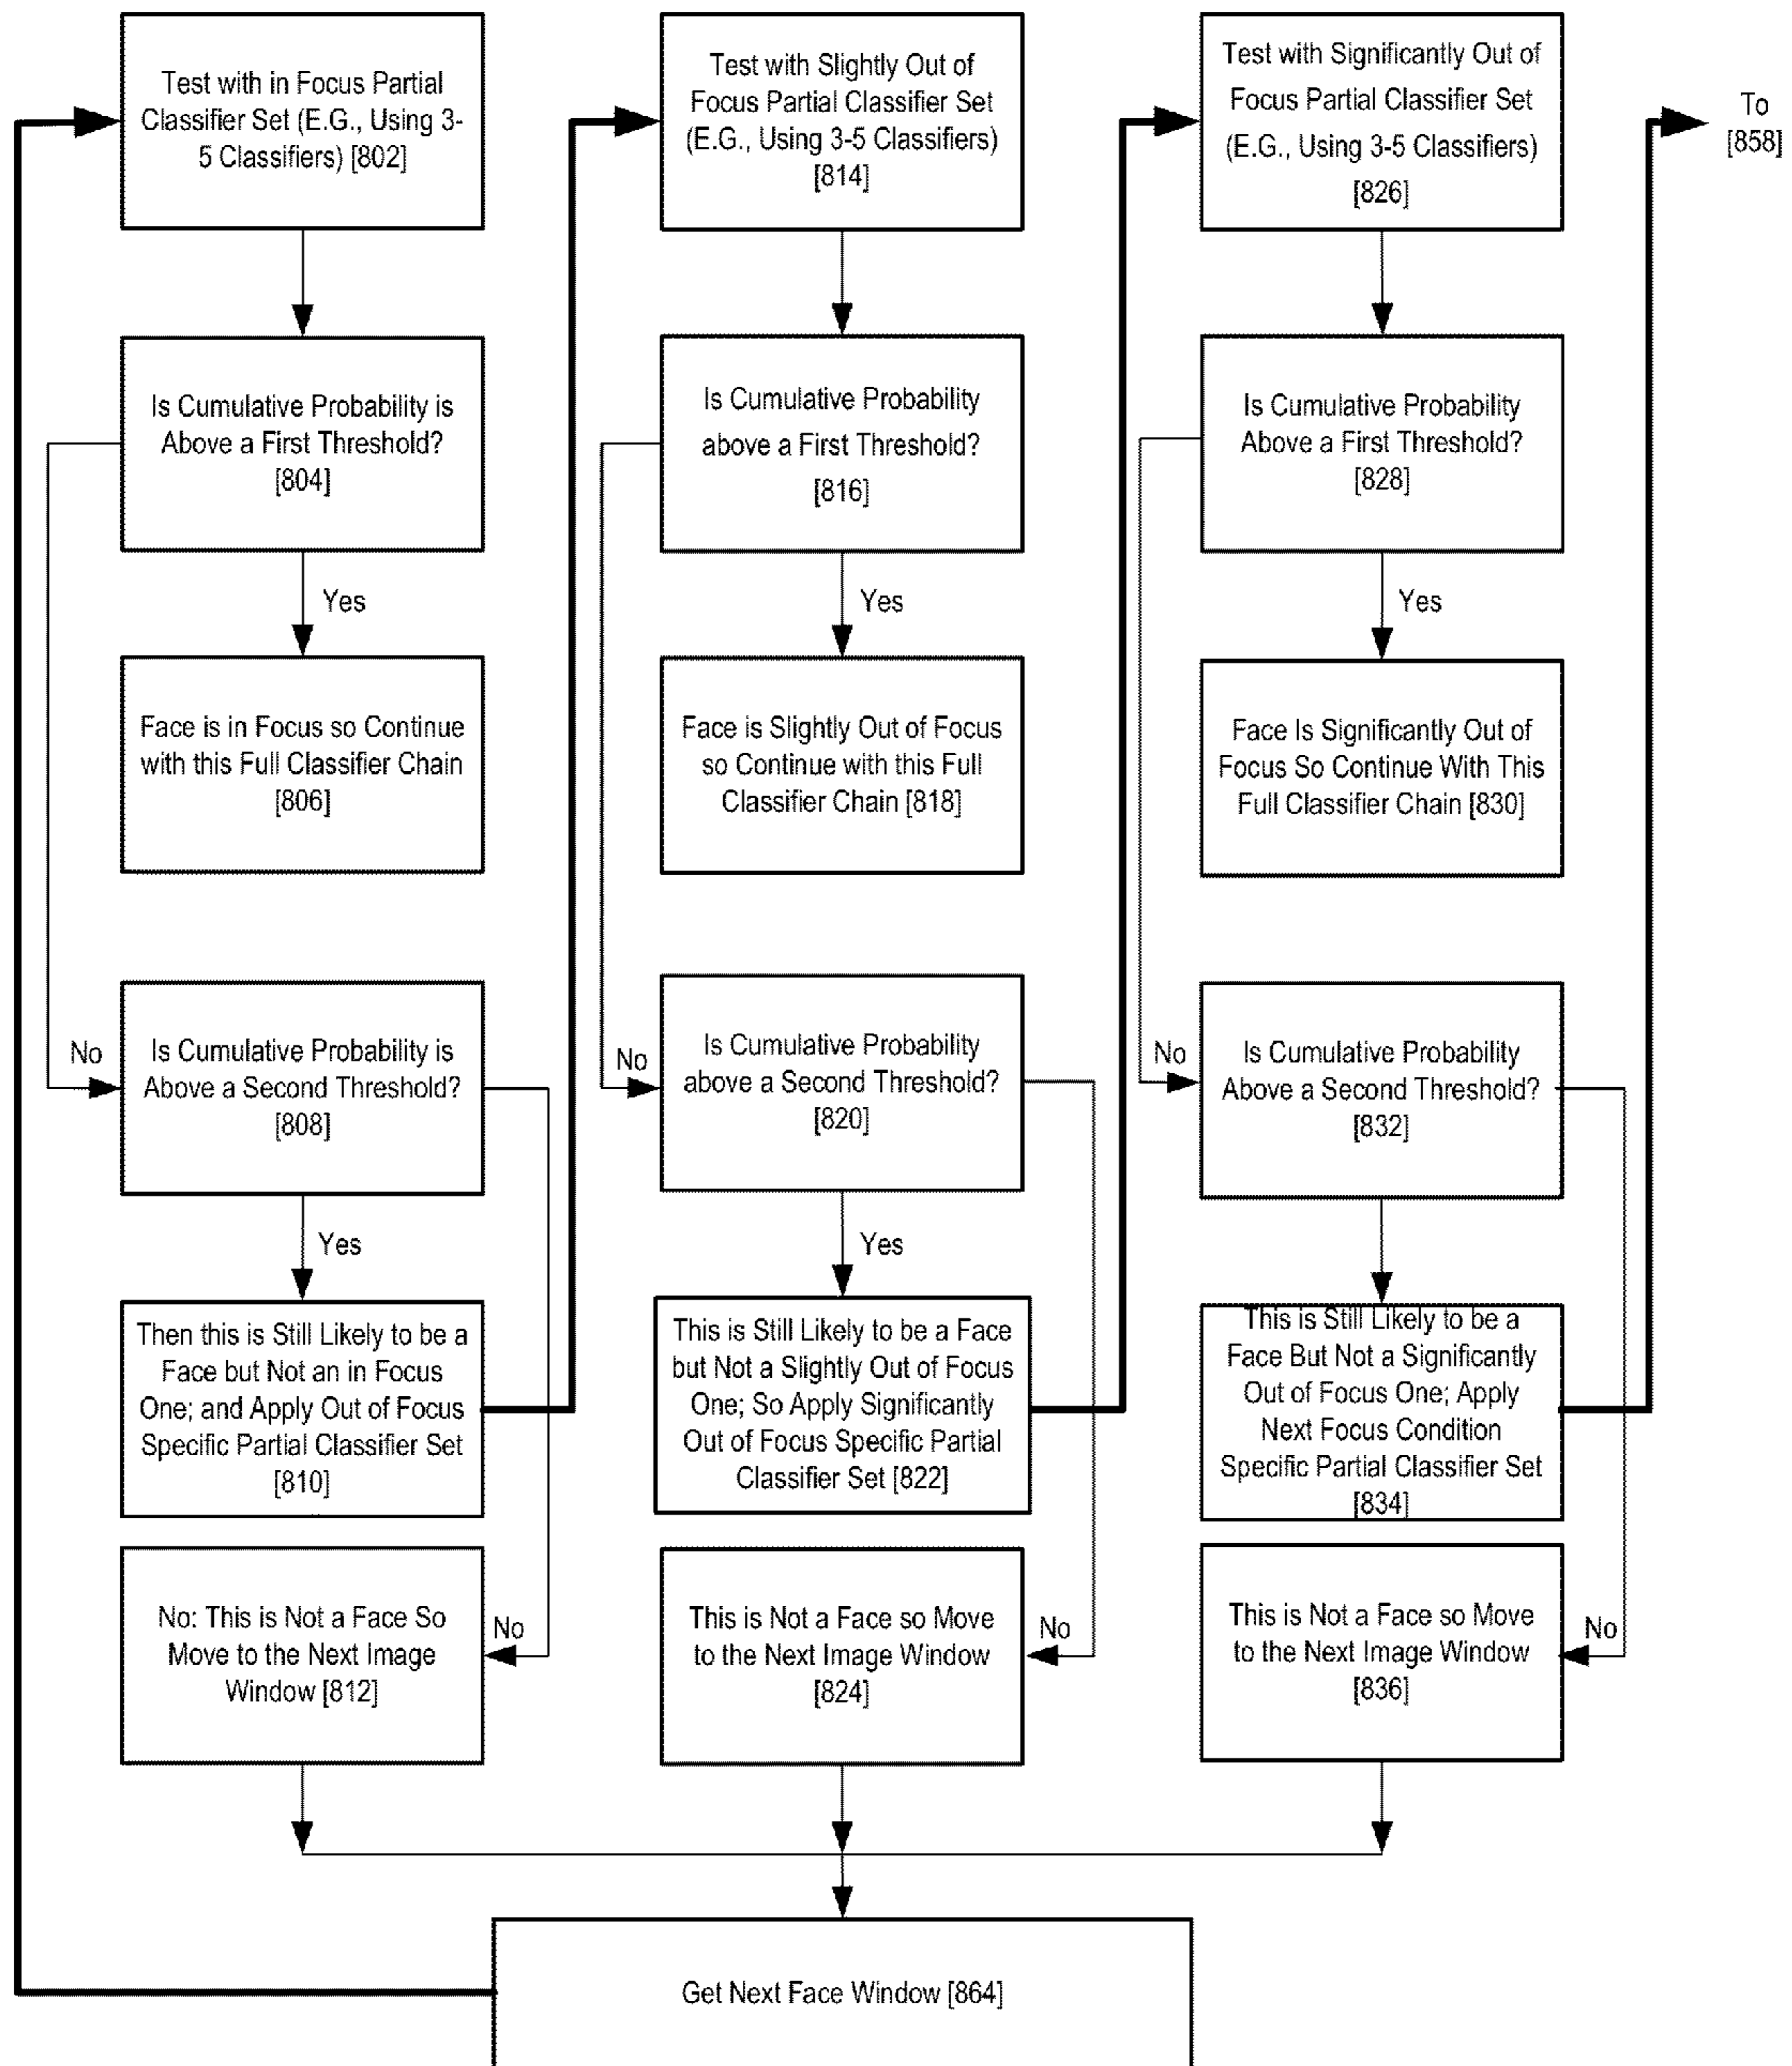 Test with in Focus Partial
Classifier Set (E.G., Using 3-
5 Classifiers) [802]
Is Cumulative Probability is
Above a First Threshold?
[804]
Yes
Face is in Focus so Continue
with this Full Classifier Chain
[806]
No
Is Cumulative Probability is
Above a Second Threshold?
[808]
Yes
Then this is Still Likely to be a
Face but Not an in Focus
One; and Apply Out of Focus
Specific Partial Classifier Set
[810]
No: This is Not a Face So
Move to the Next Image
Window [812]
No
Test with Slightly Out of
Focus Partial Classifier Set
(E.G., Using 3-5 Classifiers)
[814]
Is Cumulative Probability
above a First Threshold?
[816]
Yes
Face is Slightly Out of Focus
so Continue with this Full
Classifier Chain [818]
No
Is Cumulative Probability
above a Second Threshold?
[820]
Yes
This is Still Likely to be a Face
but Not a Slightly Out of Focus
One; So Apply Significantly
Out of Focus Specific Partial
Classifier Set [822]
This is Not a Face so Move
to the Next Image Window
[824]
No
Test with Significantly Out of
Focus Partial Classifier Set
(E.G., Using 3-5 Classifiers)
[826]
Is Cumulative Probability
Above a First Threshold?
[828]
Yes
Face Is Significantly Out of
Focus So Continue With This
Full Classifier Chain [830]
No
Is Cumulative Probability
Above a Second Threshold?
[832]
This is Still Likely to be a
Face But Not a Significantly
Out of Focus One; Apply
Next Focus Condition
Specific Partial Classifier Set
[834]
This is Not a Face so Move
to the Next Image Window
[836]
No
To
[858]
Get Next Face Window [864]